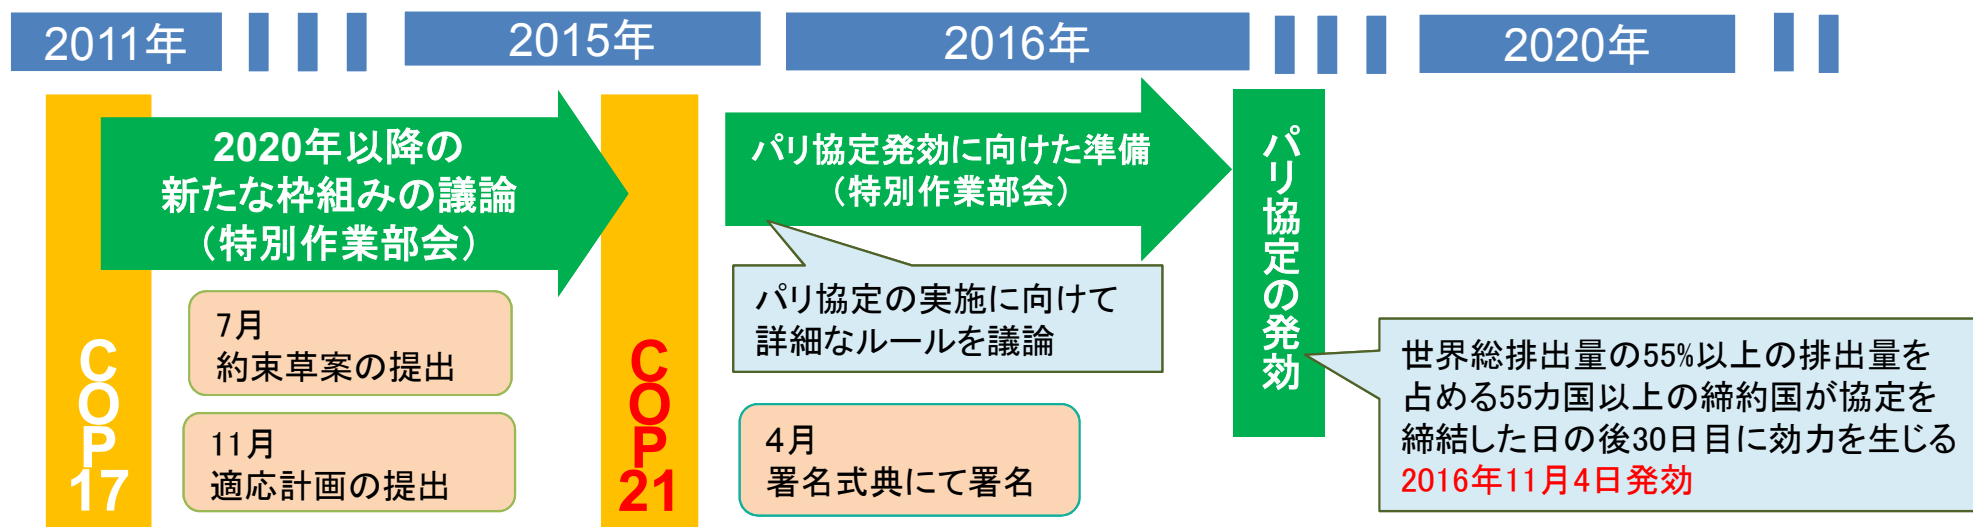 2011年
2015年
2016年
2020年
COP17
2020年以降の
新たな枠組みの議論
（特別作業部会）
7月
約束草案の提出
11月
適応計画の提出
COP21
パリ協定発効に向けた準備
（特別作業部会）
パリ協定の実施に向けて
詳細なルールを議論
4月
署名式典にて署名
パリ協定の発効
世界総排出量の55%以上の排出量を
占める55カ国以上の締約国が協定を
締結した日の後30日目に効力を生じる
2016年11月4日発効